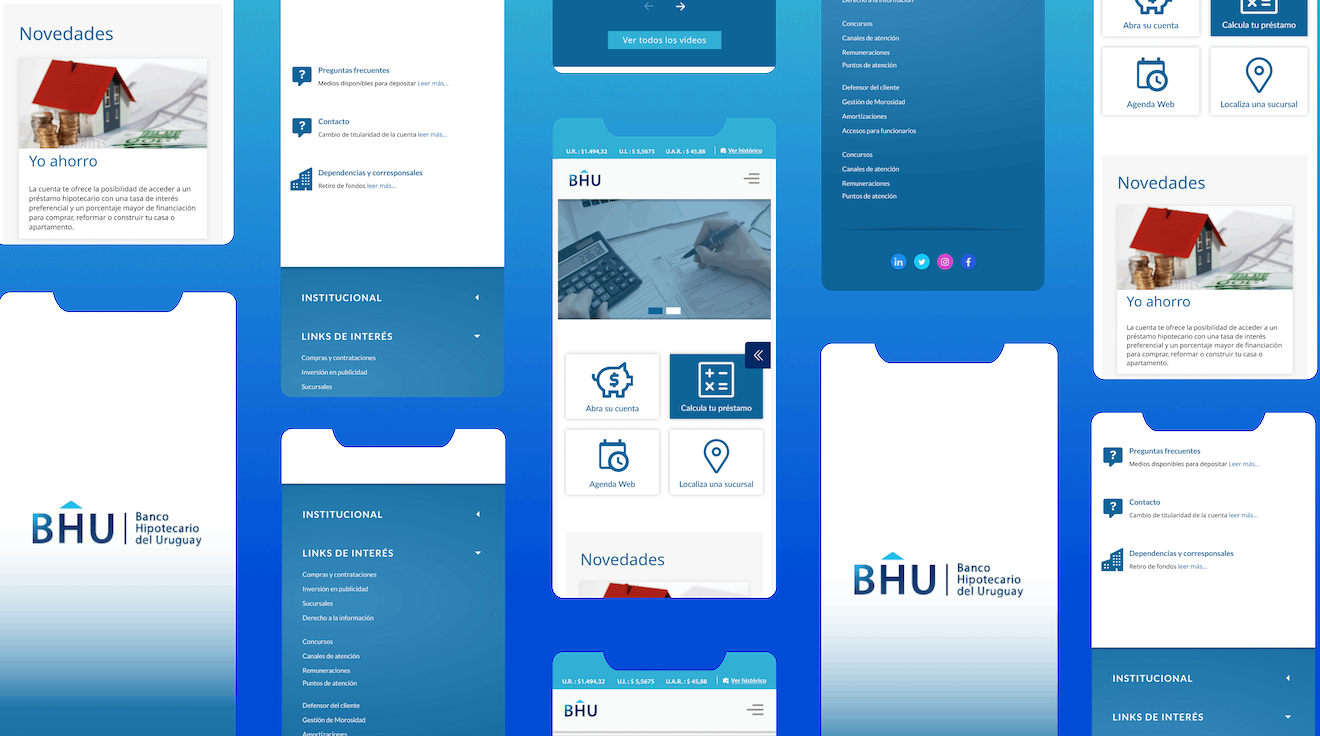 Novedades
Yo ahorro
La cuenta te ofrece la posibilidad de acceder a un
préstamo hipotecario con una tasa de interés
preferencial y un porcentaje mayor de financiación
para comprar, reformar o construir tu casa o
apartamento.
BHU
Banco
Hipotecario
del Uruguay
Preguntas frecuentes
Medios disponibles para depositar Leer más...
Contacto
Cambio de titularidad de la cuenta leer más...
Dependencias y corresponsales
Retiro de fondos leer más...
INSTITUCIONAL
LINKS DE INTERÉS
Compras y contrataciones
Inversión en publicidad
Sucursales
INSTITUCIONAL
LINKS DE INTERÉS
Compras y contrataciones
Inversión en publicidad
Sucursales
Derecho a la información
Concursos
Canales de atención
Remuneraciones
Puntos de atención
Defensor del cliente
Gestión de Morosidad
Amortizaciones
Ver todos los videos
U.R. : $1.494,32 U.I. : $ 5,5675 U.A.R. : $ 45,88 Ver histórico
BHU
Abra su cuenta
Calcula tu préstamo
Agenda Web
Localiza una sucursal
Novedades
U.R. : $1.494,32 U.I. : $ 5,5675 U.A.R. : $ 45,88 Ver histórico
BHU
Derecho a la información
Concursos
Canales de atención
Remuneraciones
Puntos de atención
Defensor del cliente
Gestión de Morosidad
Amortizaciones
Accesos para funcionarios
Concursos
Canales de atención
Remuneraciones
Puntos de atención
BHU
Banco
Hipotecario
del Uruguay
Abra su cuenta
Calcula tu préstamo
Agenda Web
Localiza una sucursal
Novedades
Yo ahorro
La cuenta te ofrece la posibilidad de acceder a un
préstamo hipotecario con una tasa de interés
preferencial y un porcentaje mayor de financiación
para comprar, reformar o construir tu casa o
apartamento.
Preguntas frecuentes
Medios disponibles para depositar Leer más...
Contacto
Cambio de titularidad de la cuenta leer más...
Dependencias y corresponsales
Retiro de fondos leer más...
INSTITUCIONAL
LINKS DE INTERÉS